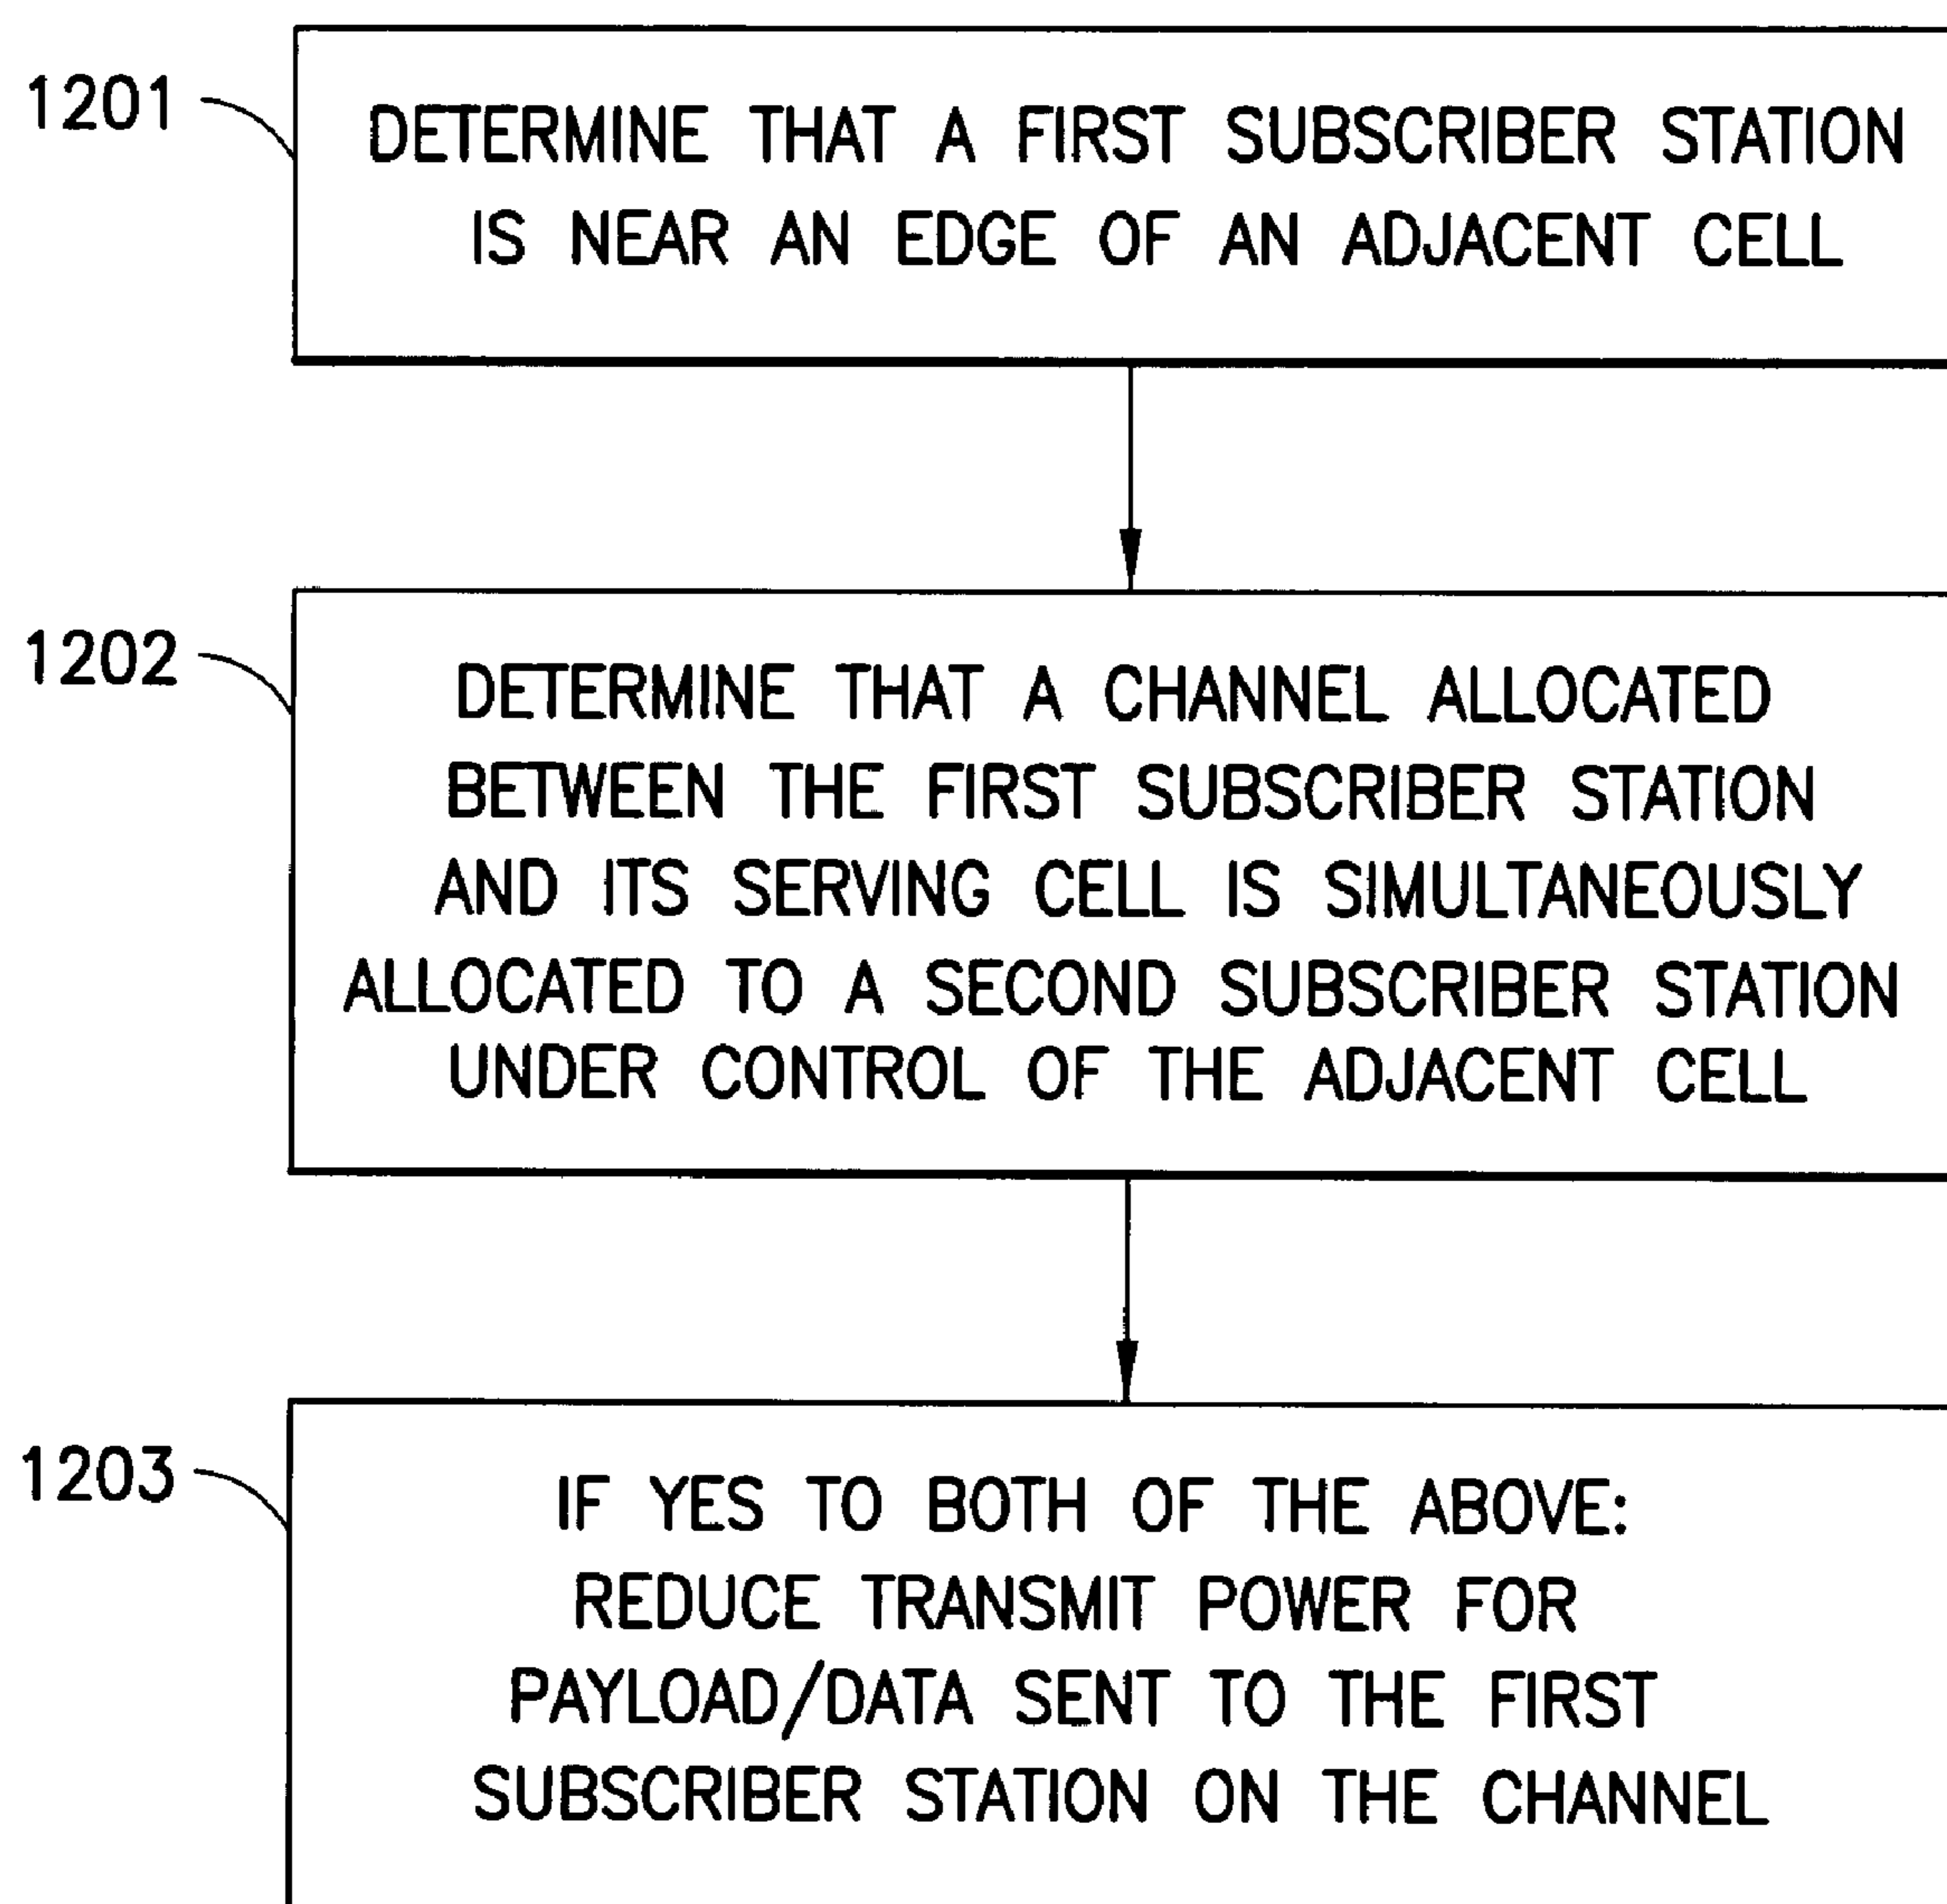 1201
DETERMINE THAT A FIRST SUBSCRIBER STATION
IS NEAR AN EDGE OF AN ADJACENT CELL
1202
DETERMINE THAT A CHANNEL ALLOCATED
BETWEEN THE FIRST SUBSCRIBER STATION
AND ITS SERVING CELL IS SIMULTANEOUSLY
ALLOCATED TO A SECOND SUBSCRIBER STATION
UNDER CONTROL OF THE ADJACENT CELL
1203
IF YES TO BOTH OF THE ABOVE:
REDUCE TRANSMIT POWER FOR
PAYLOAD/DATA SENT TO THE FIRST
SUBSCRIBER STATION ON THE CHANNEL